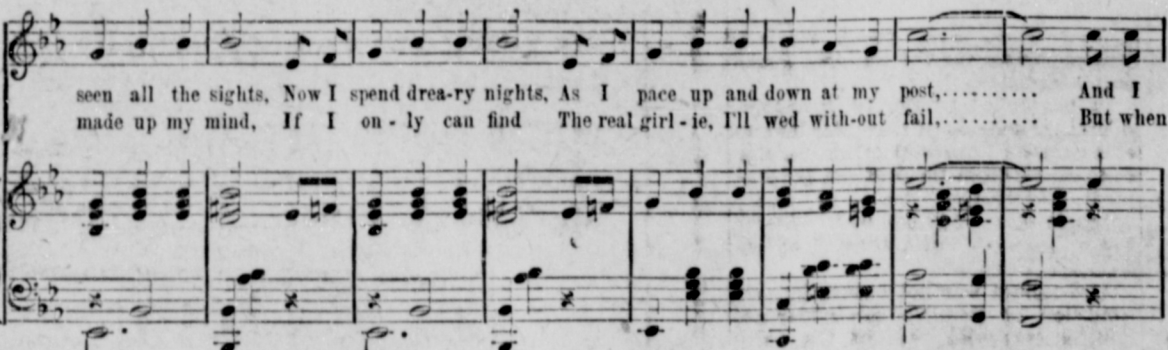 seen all the sights, Now I spend drea-ry nights, As I pace up and down at my post,.......... And I
made up my mind, If I on - ly can find The real girl - ie, I'll wed with-out fail,.......... But when